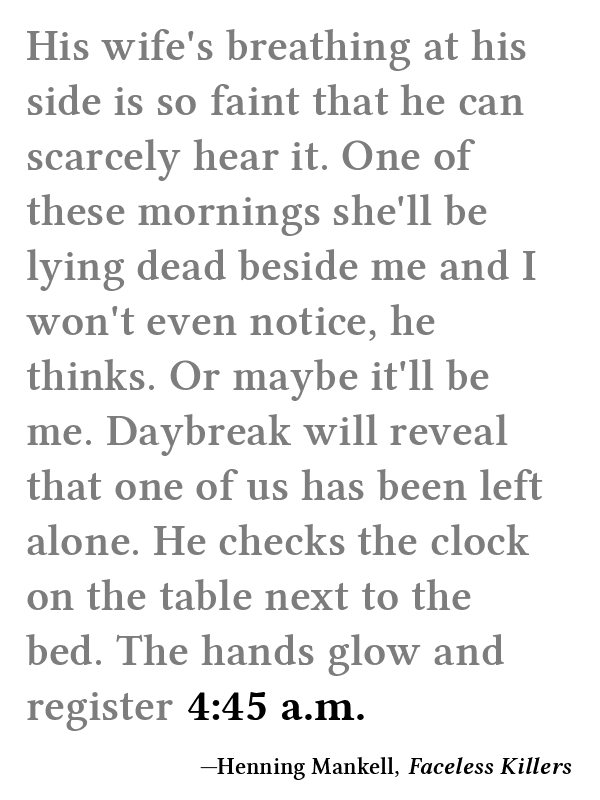 His wife's breathing at his
side is so faint that he can
scarcely hear it. One of
these mornings she'll be
lying dead beside me and I
won't even notice, he
thinks. Or maybe it'll be
me. Daybreak will reveal
that one of us has been left
alone. He checks the clock
on the table next to the
bed. The hands glow and
register 4:45 a.m.
—Henning Mankell, Faceless Killers